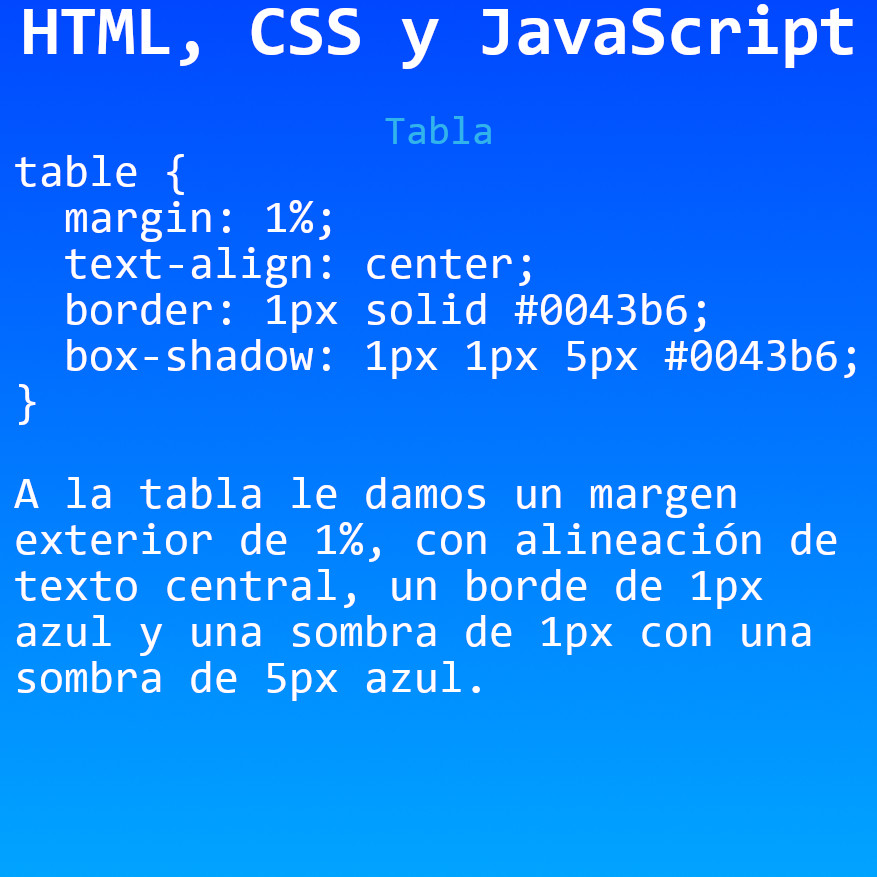 HTML, CSS y JavaScript
Tabla
table {
  margin: 1%;
  text-align: center;
  border: 1px solid #0043b6;
  box-shadow: 1px 1px 5px #0043b6;
}
A la tabla le damos un margen
exterior de 1%, con alineación de
texto central, un borde de 1px
azul y una sombra de 1px con una
sombra de 5px azul.